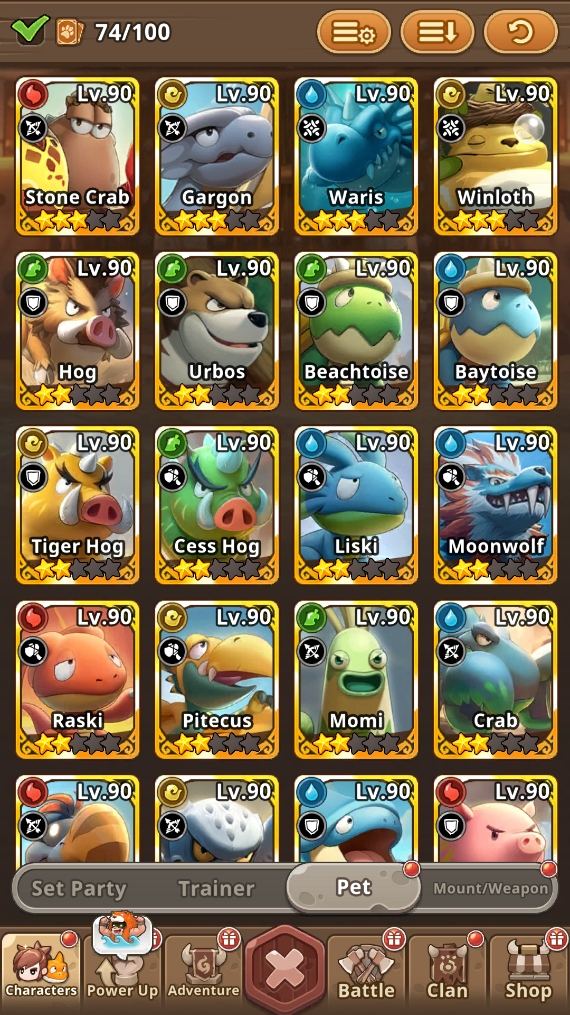 74/100
Lv.90 Lv.90 Lv.90 Lv.90
Stone Crab Gargon Waris Winloth
Lv.90 Lv.90 Lv.90 Lv.90
Hog Urbos Beachtoise Baytoise
Lv.90 Lv.90 Lv.90 Lv.90
Tiger Hog Cess Hog Liski Moonwolf
Lv.90 Lv.90 Lv.90 Lv.90
Raski Pitecus Momi Crab
Lv.90 Lv.90 Lv.90 Lv.90
Set Party Trainer Pet Mount/Weapon
Characters Power Up Adventure Battle Clan Shop